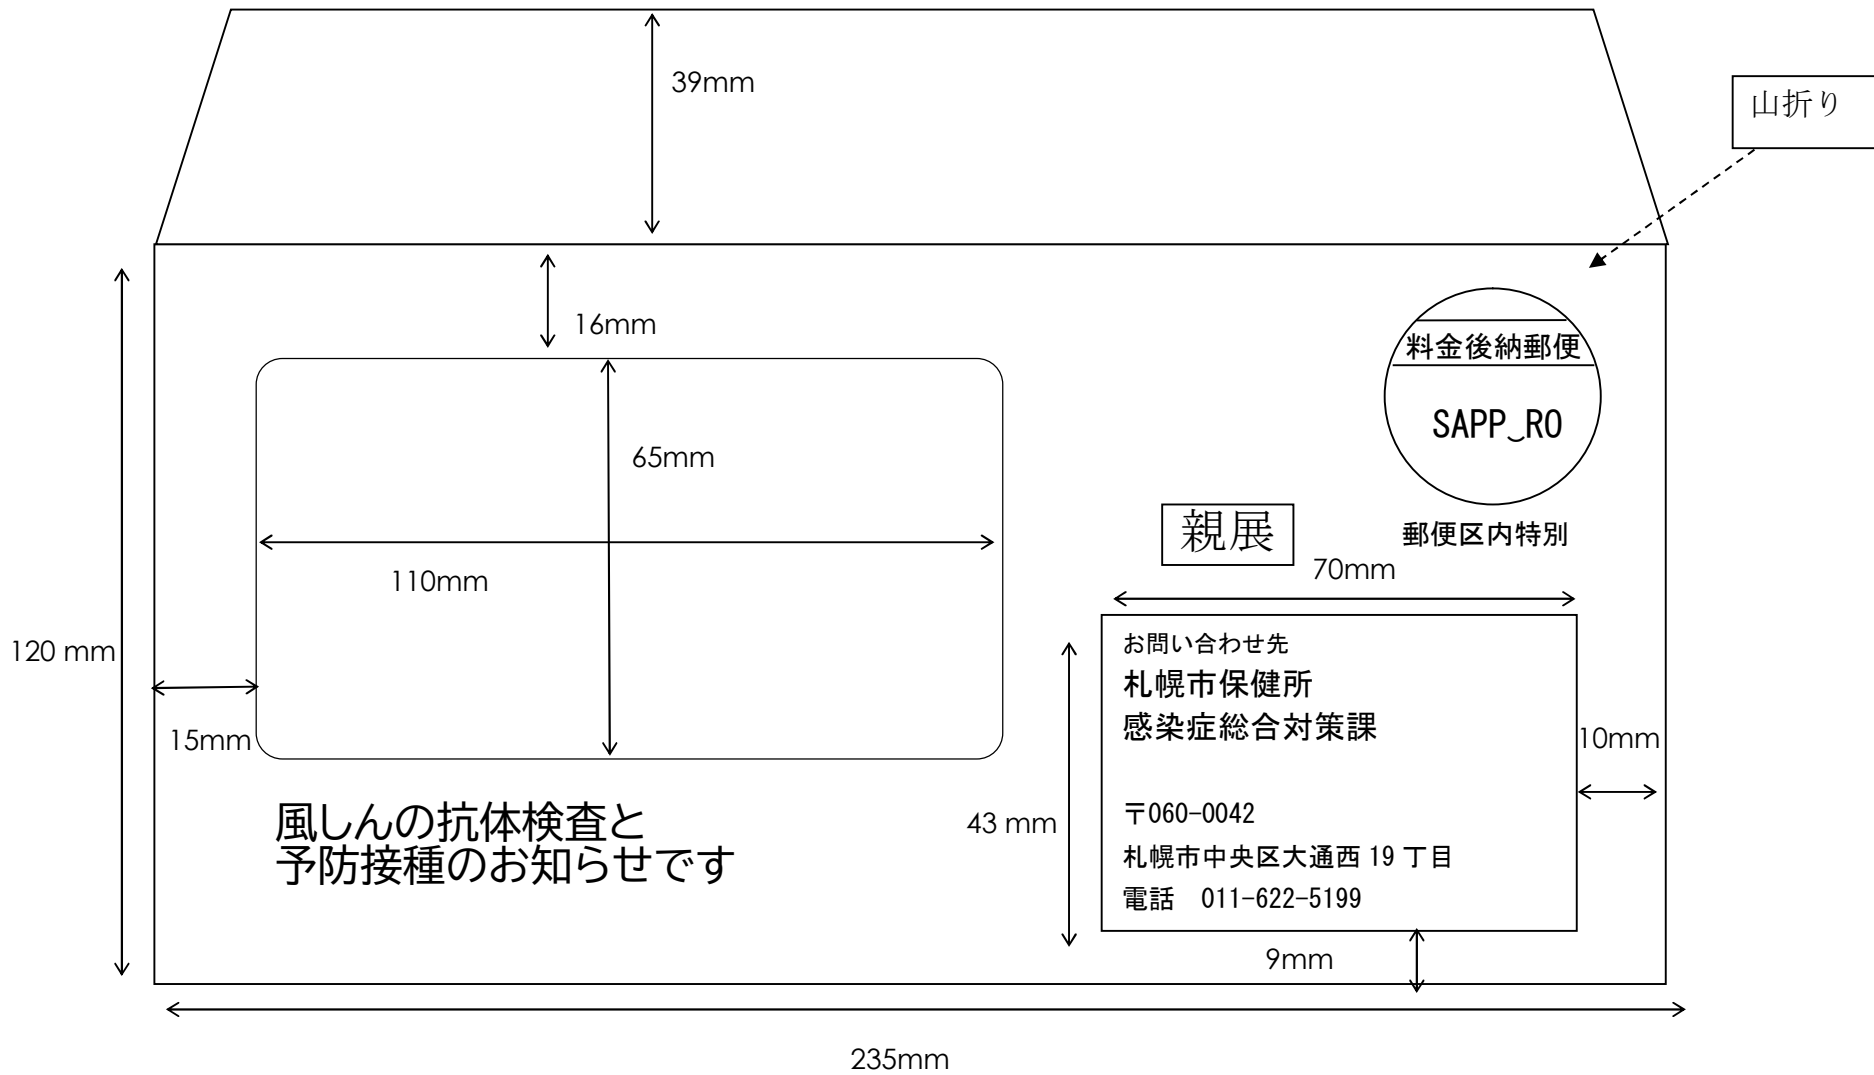 39mm
山折り
16mm
料金後納郵便
SAPP‿RO
65mm
親展
郵便区内特別
110mm
70mm
120 mm
お問い合わせ先
札幌市保健所
感染症総合対策課
15mm
10mm
〒060-0042
43 mm
札幌市中央区大通西 19 丁目
電話　011-622-5199
風しんの抗体検査と
予防接種のお知らせです
9mm
235mm